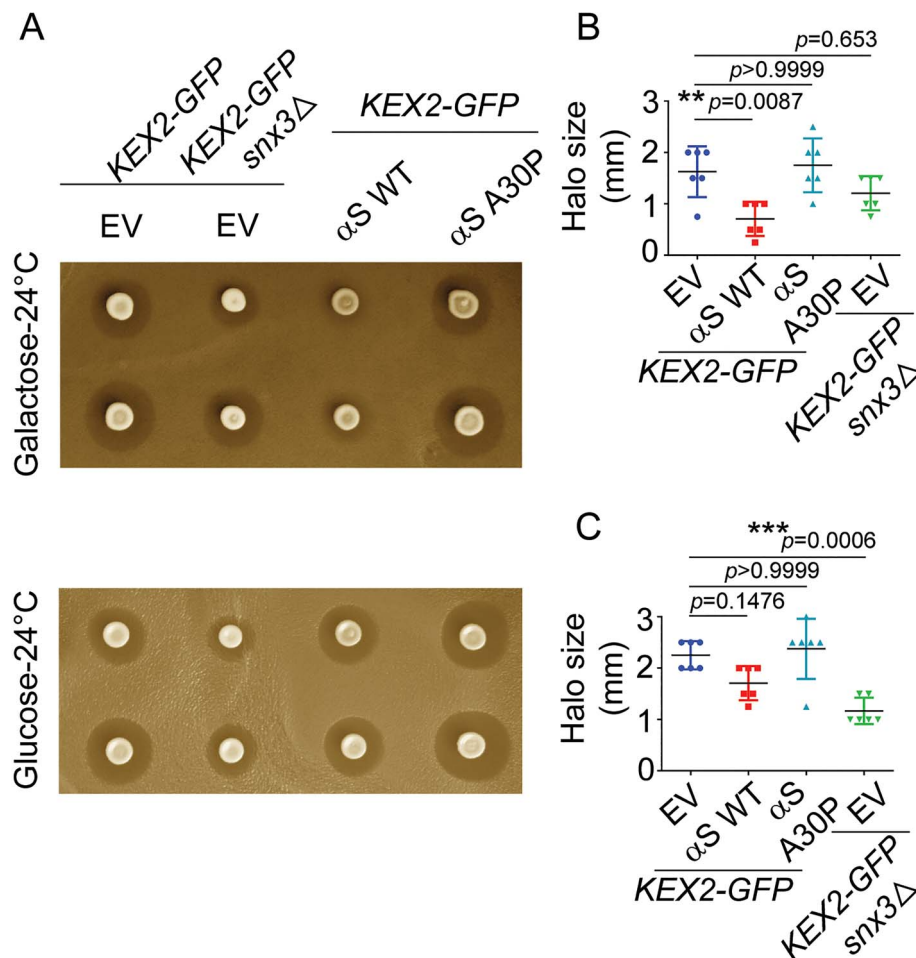 A
KEX2-GFP
KEX2-GFP
snx3Δ
KEX2-GFP
EV
EV
αS WT
αS A30P
Galactose-24°C
Glucose-24°C
B
p=0.653
p>0.9999
** p=0.0087
Halo size
(mm)
3
2
1
0
EV
αS WT
αS
A30P
EV
KEX2-GFP
KEX2-GFP
snx3Δ
C
***
p=0.0006
p>0.9999
p=0.1476
Halo size
(mm)
3
2
1
0
EV
αS WT
αS
A30P
EV
KEX2-GFP
KEX2-GFP
snx3Δ